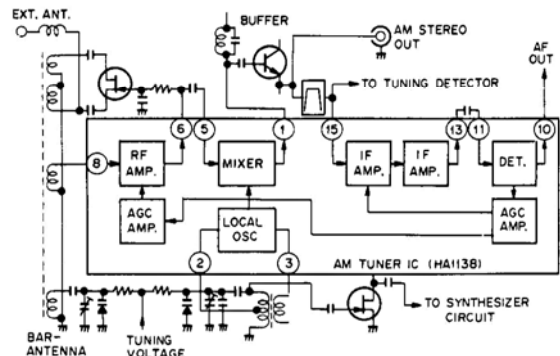 EXT. ANT.
BUFFER
AM STEREO
OUT
AF
OUT
TO TUNING DETECTOR
6
5
1
15
13
11
10
8
RF
AMP.
MIXER
IF
AMP.
IF
AMP.
DET.
AGC
AMP.
LOCAL
OSC
AGC
AMP.
2
3
AM TUNER IC (HA1138)
TO SYNTHESIZER
CIRCUIT
BAR-
ANTENNA
TUNING
VOLTAGE